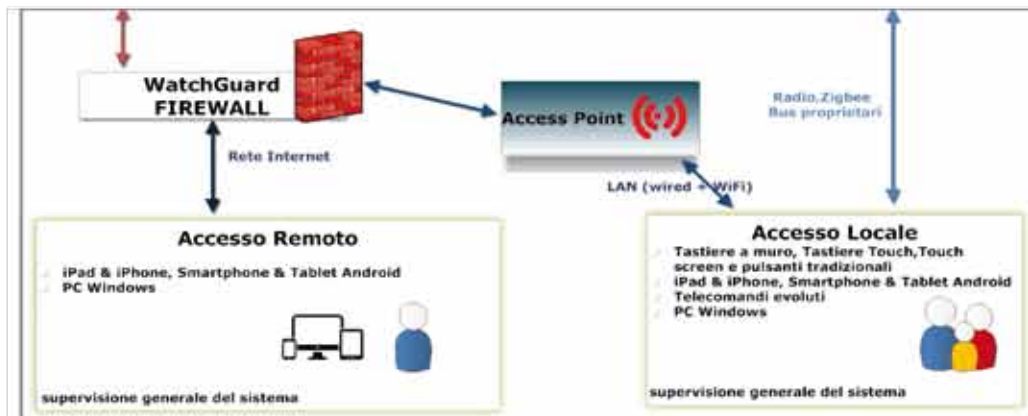 WatchGuard
FIREWALL
Access Point
Radio,Zigbee
Bus proprietari
Rete Internet
LAN (wired + WiFi)
Accesso Remoto
iPad & iPhone, Smartphone & Tablet Android
PC Windows
supervisione generale del sistema
Accesso Locale
Tastiere a muro, Tastiere Touch,Touch
screen e pulsanti tradizionali
iPad & iPhone, Smartphone & Tablet Android
Telecomandi evoluti
PC Windows
supervisione generale del sistema